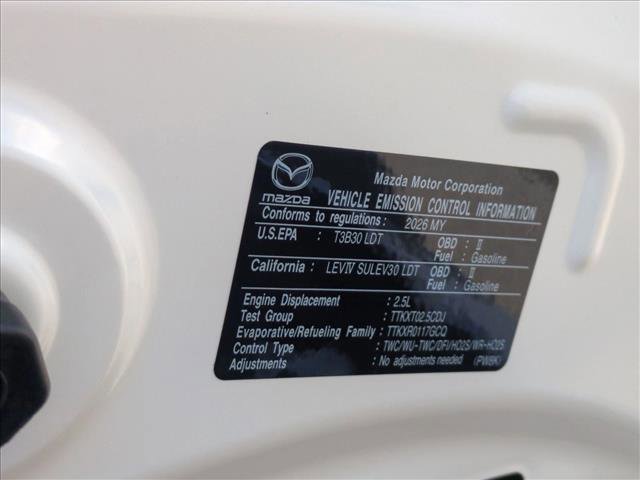 mazda
Mazda Motor Corporation
VEHICLE EMISSION CONTROL INFORMATION
Conforms to regulations: 2026 MY
U.S.EPA : T3B30 LDT OBD : II
Fuel : Gasoline
California : LEVIV SULEV30 LDT OBD : II
Fuel : Gasoline
Engine Displacement : 2.5L
Test Group : TTKXT02.5CDJ
Evaporative/Refueling Family : TTKXR0117GCQ
Control Type : TWC/WU-TWC/DFI/HO2S/WR-HO2S
Adjustments : No adjustments needed (PW8K)